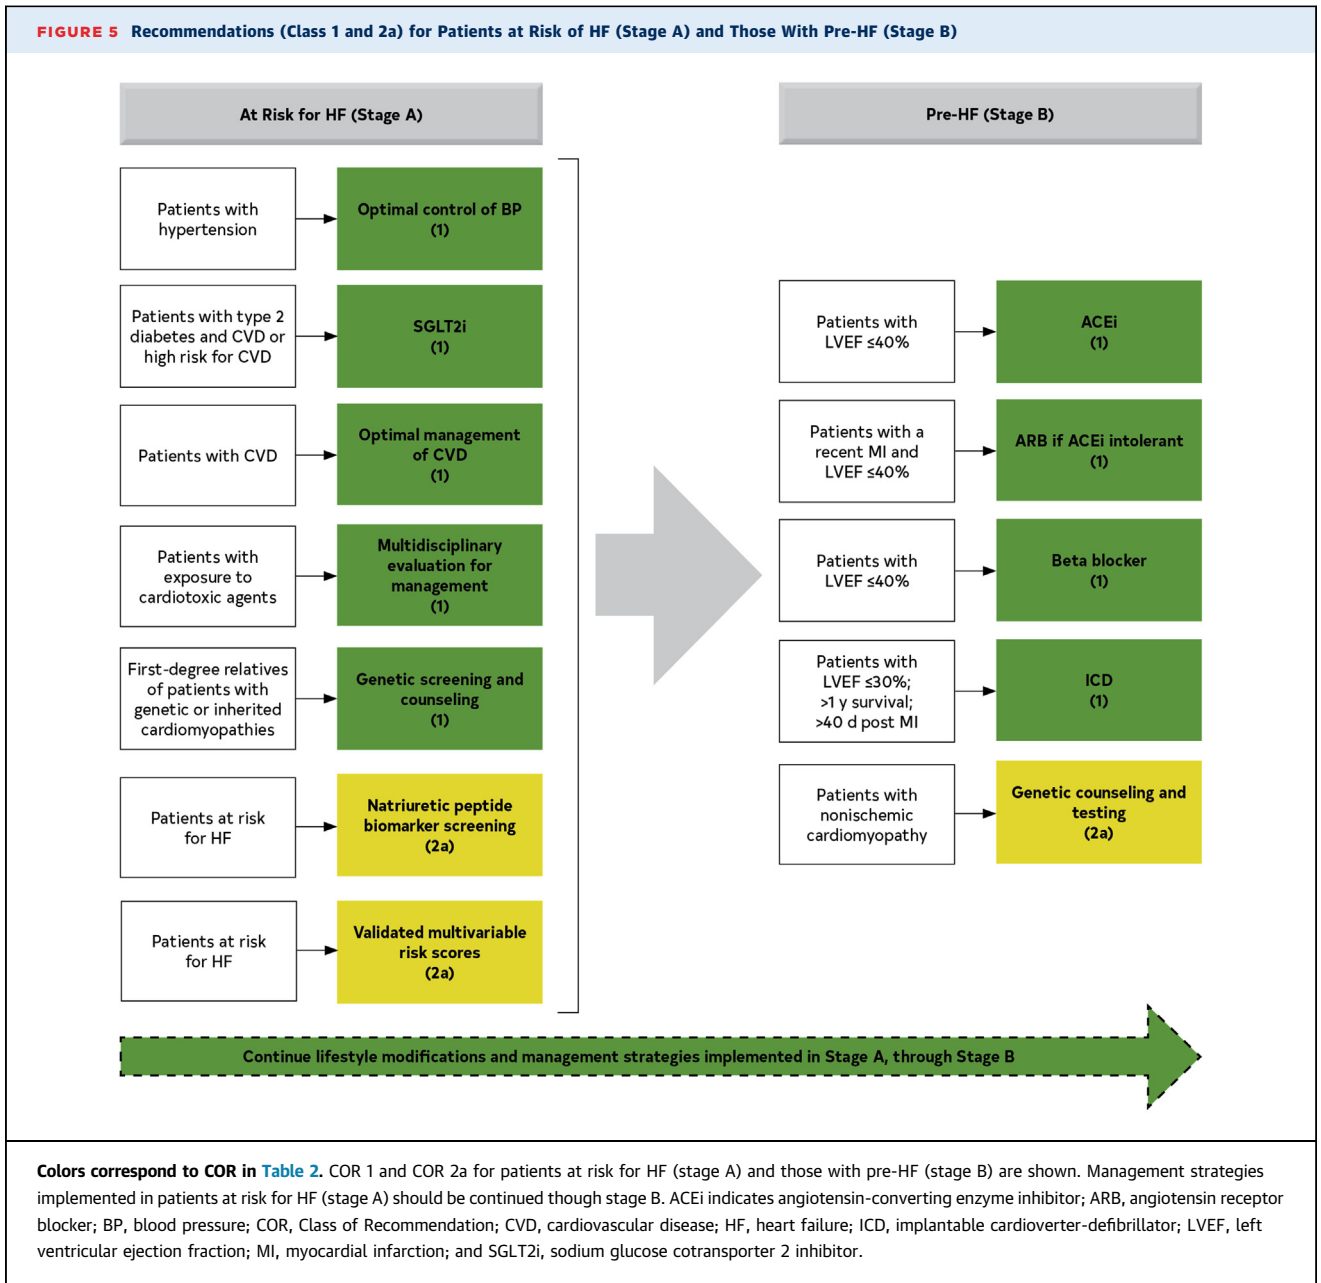 FIGURE 5 Recommendations (Class 1 and 2a) for Patients at Risk of HF (Stage A) and Those With Pre-HF (Stage B)
At Risk for HF (Stage A)
Patients with
hypertension
Optimal control of BP
(1)
Patients with type 2
diabetes and CVD or
high risk for CVD
SGLT2i
(1)
Patients with CVD
Optimal management
of CVD
(1)
Patients with
exposure to
cardiotoxic agents
Multidisciplinary
evaluation for
management
(1)
First-degree relatives
of patients with
genetic or inherited
cardiomyopathies
Genetic screening and
counseling
(1)
Patients at risk
for HF
Natriuretic peptide
biomarker screening
(2a)
Patients at risk
for HF
Validated multivariable
risk scores
(2a)
Pre-HF (Stage B)
Patients with
LVEF ≤40%
ACEi
(1)
Patients with a
recent MI and
LVEF ≤40%
ARB if ACEi intolerant
(1)
Patients with
LVEF ≤40%
Beta blocker
(1)
Patients with
LVEF ≤30%;
>1 y survival;
>40 d post MI
ICD
(1)
Patients with
nonischemic
cardiomyopathy
Genetic counseling and
testing
(2a)
Continue lifestyle modifications and management strategies implemented in Stage A, through Stage B
Colors correspond to COR in Table 2. COR 1 and COR 2a for patients at risk for HF (stage A) and those with pre-HF (stage B) are shown. Management strategies
implemented in patients at risk for HF (stage A) should be continued though stage B. ACEi indicates angiotensin-converting enzyme inhibitor; ARB, angiotensin receptor
blocker; BP, blood pressure; COR, Class of Recommendation; CVD, cardiovascular disease; HF, heart failure; ICD, implantable cardioverter-defibrillator; LVEF, left
ventricular ejection fraction; MI, myocardial infarction; and SGLT2i, sodium glucose cotransporter 2 inhibitor.